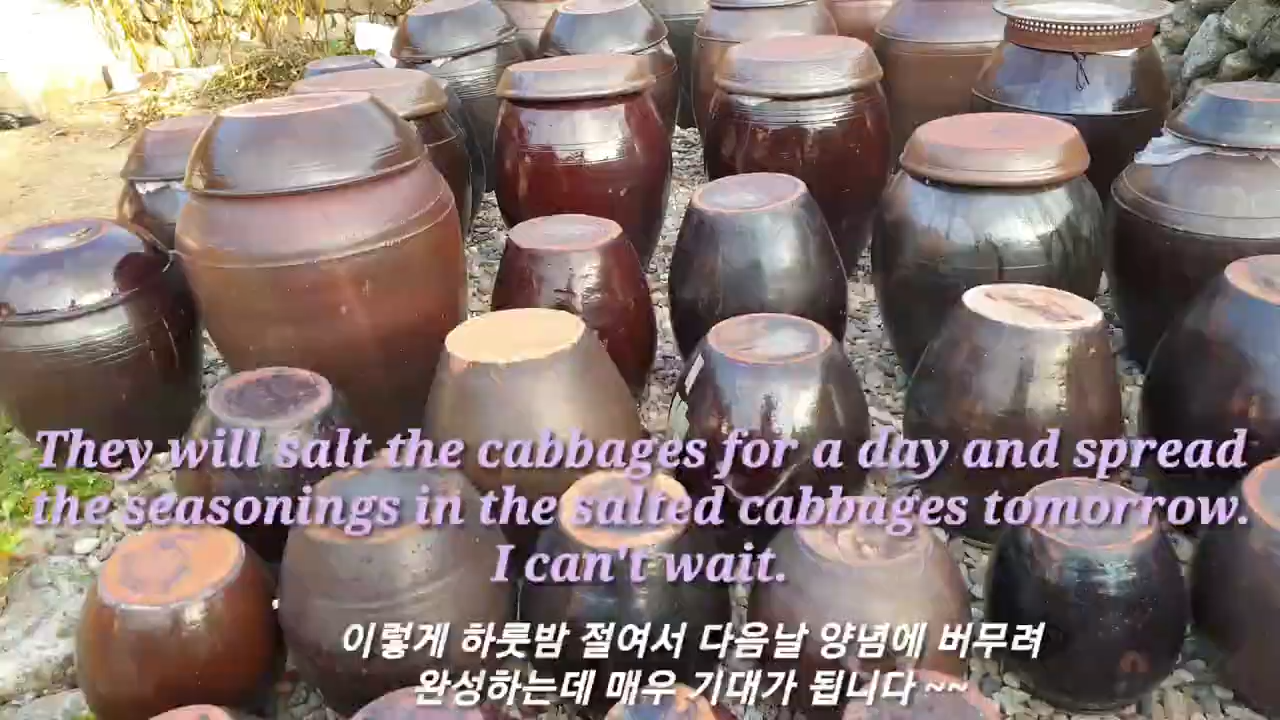 They will salt the cabbages for a day and spread
the seasonings in the salted cabbages tomorrow.
I can't wait.
이렇게 하룻밤 절여서 다음날 양념에 버무려
완성하는데 매우 기대가 됩니다 ~~